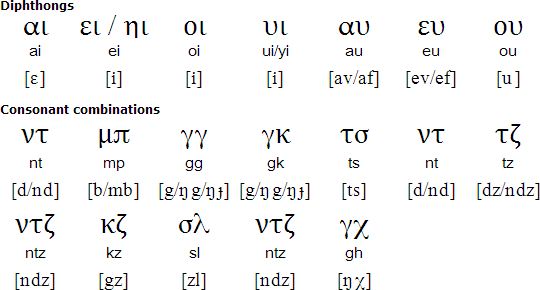 Diphthongs
αι ει / ηι οι υι αυ ευ ου
ai ei oi ui/yi au eu ou
[ɛ] [i] [i] [i] [av/af] [ev/ef] [u]
Consonant combinations
ντ μπ γγ γκ τσ ντ τζ
nt mp gg gk ts nt tz
[d/nd] [b/mb] [g/ŋg/ŋɟ] [g/ŋg/ŋɟ] [ts] [d/nd] [dz/ndz]
ντζ κζ σλ ντζ γχ
ntz kz sl ntz gh
[ndz] [gz] [zl] [ndz] [ŋχ]